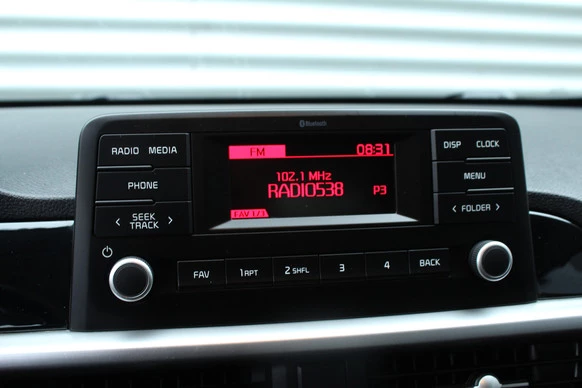 Bluetooth
RADIO MEDIA
PHONE
< SEEK TRACK >
FM 08:31
102.1 MHz
RADIO538 P3
FAV 1/3
DISP CLOCK
MENU
< FOLDER >
FAV 1 RPT 2 SHFL 3 4 BACK